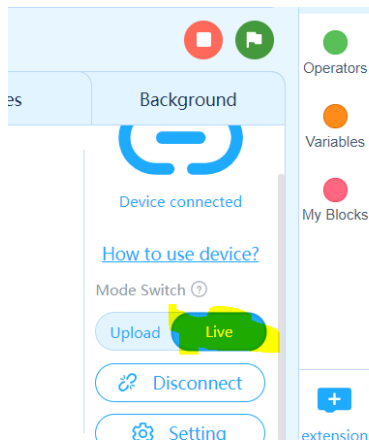 Operators
es
Background
Variables
Device connected
My Blocks
How to use device?
Mode Switch ?
Upload
Live
Disconnect
Setting
extension